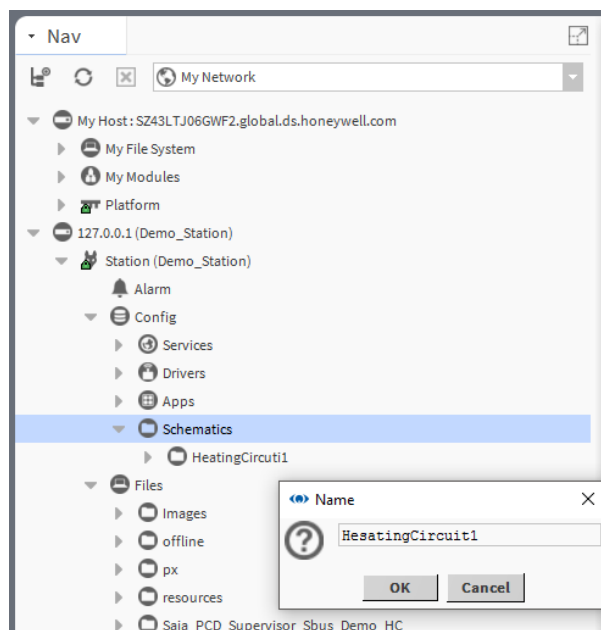 Nav
My Network
My Host : SZ43LTJ06GWF2.global.ds.honeywell.com
My File System
My Modules
Platform
127.0.0.1 (Demo_Station)
Station (Demo_Station)
Alarm
Config
Services
Drivers
Apps
Schematics
HeatingCircuti1
Files
Images
offline
px
resources
Saia_PCD_Supervisor_Sbus_Demo_HC
Name
HesatingCircuit1
OK Cancel